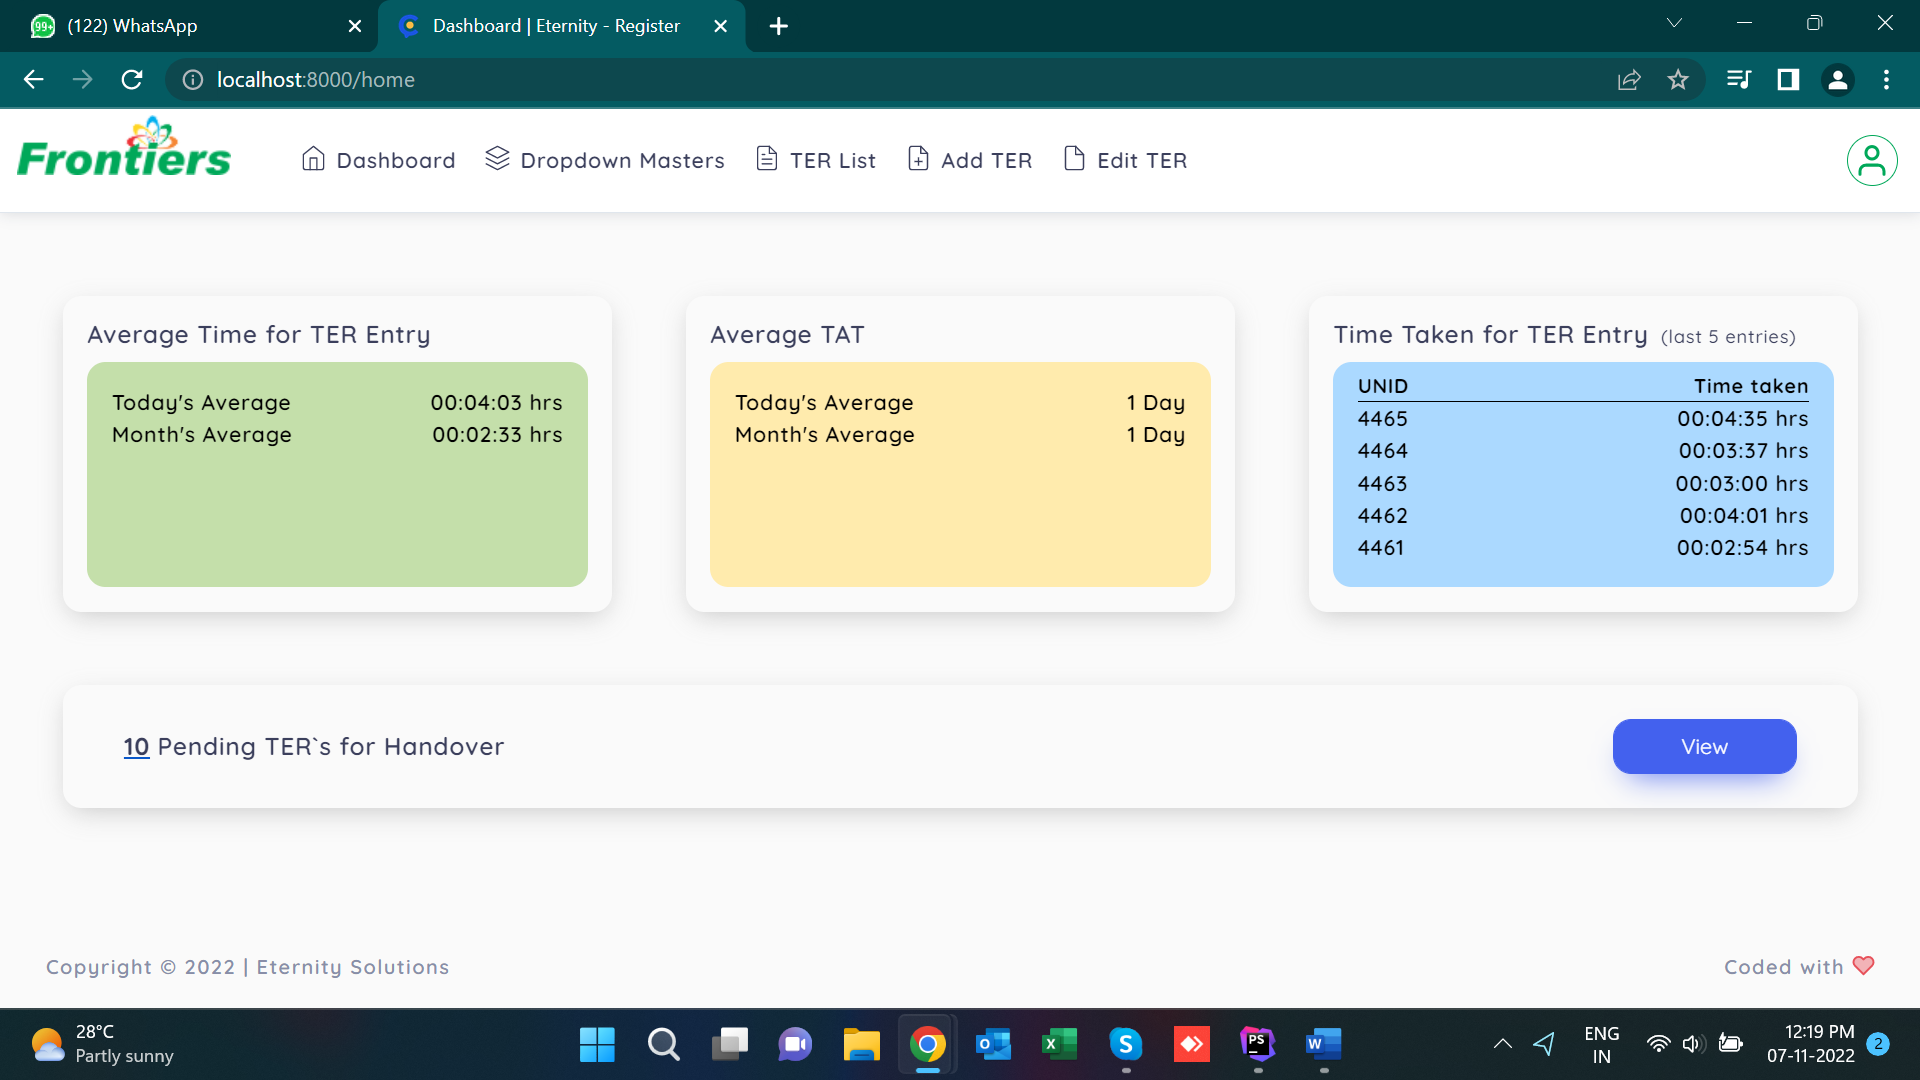 (122) WhatsApp
Dashboard | Eternity - Register
localhost:8000/home
Frontiers
Dashboard
Dropdown Masters
TER List
Add TER
Edit TER
Average Time for TER Entry
Today's Average 00:04:03 hrs
Month's Average 00:02:33 hrs
Average TAT
Today's Average 1 Day
Month's Average 1 Day
Time Taken for TER Entry (last 5 entries)
UNID Time taken
4465 00:04:35 hrs
4464 00:03:37 hrs
4463 00:03:00 hrs
4462 00:04:01 hrs
4461 00:02:54 hrs
10 Pending TER`s for Handover
View
Copyright © 2022 | Eternity Solutions
Coded with
28°C
Partly sunny
ENG
IN
12:19 PM
07-11-2022
2
99+
PS